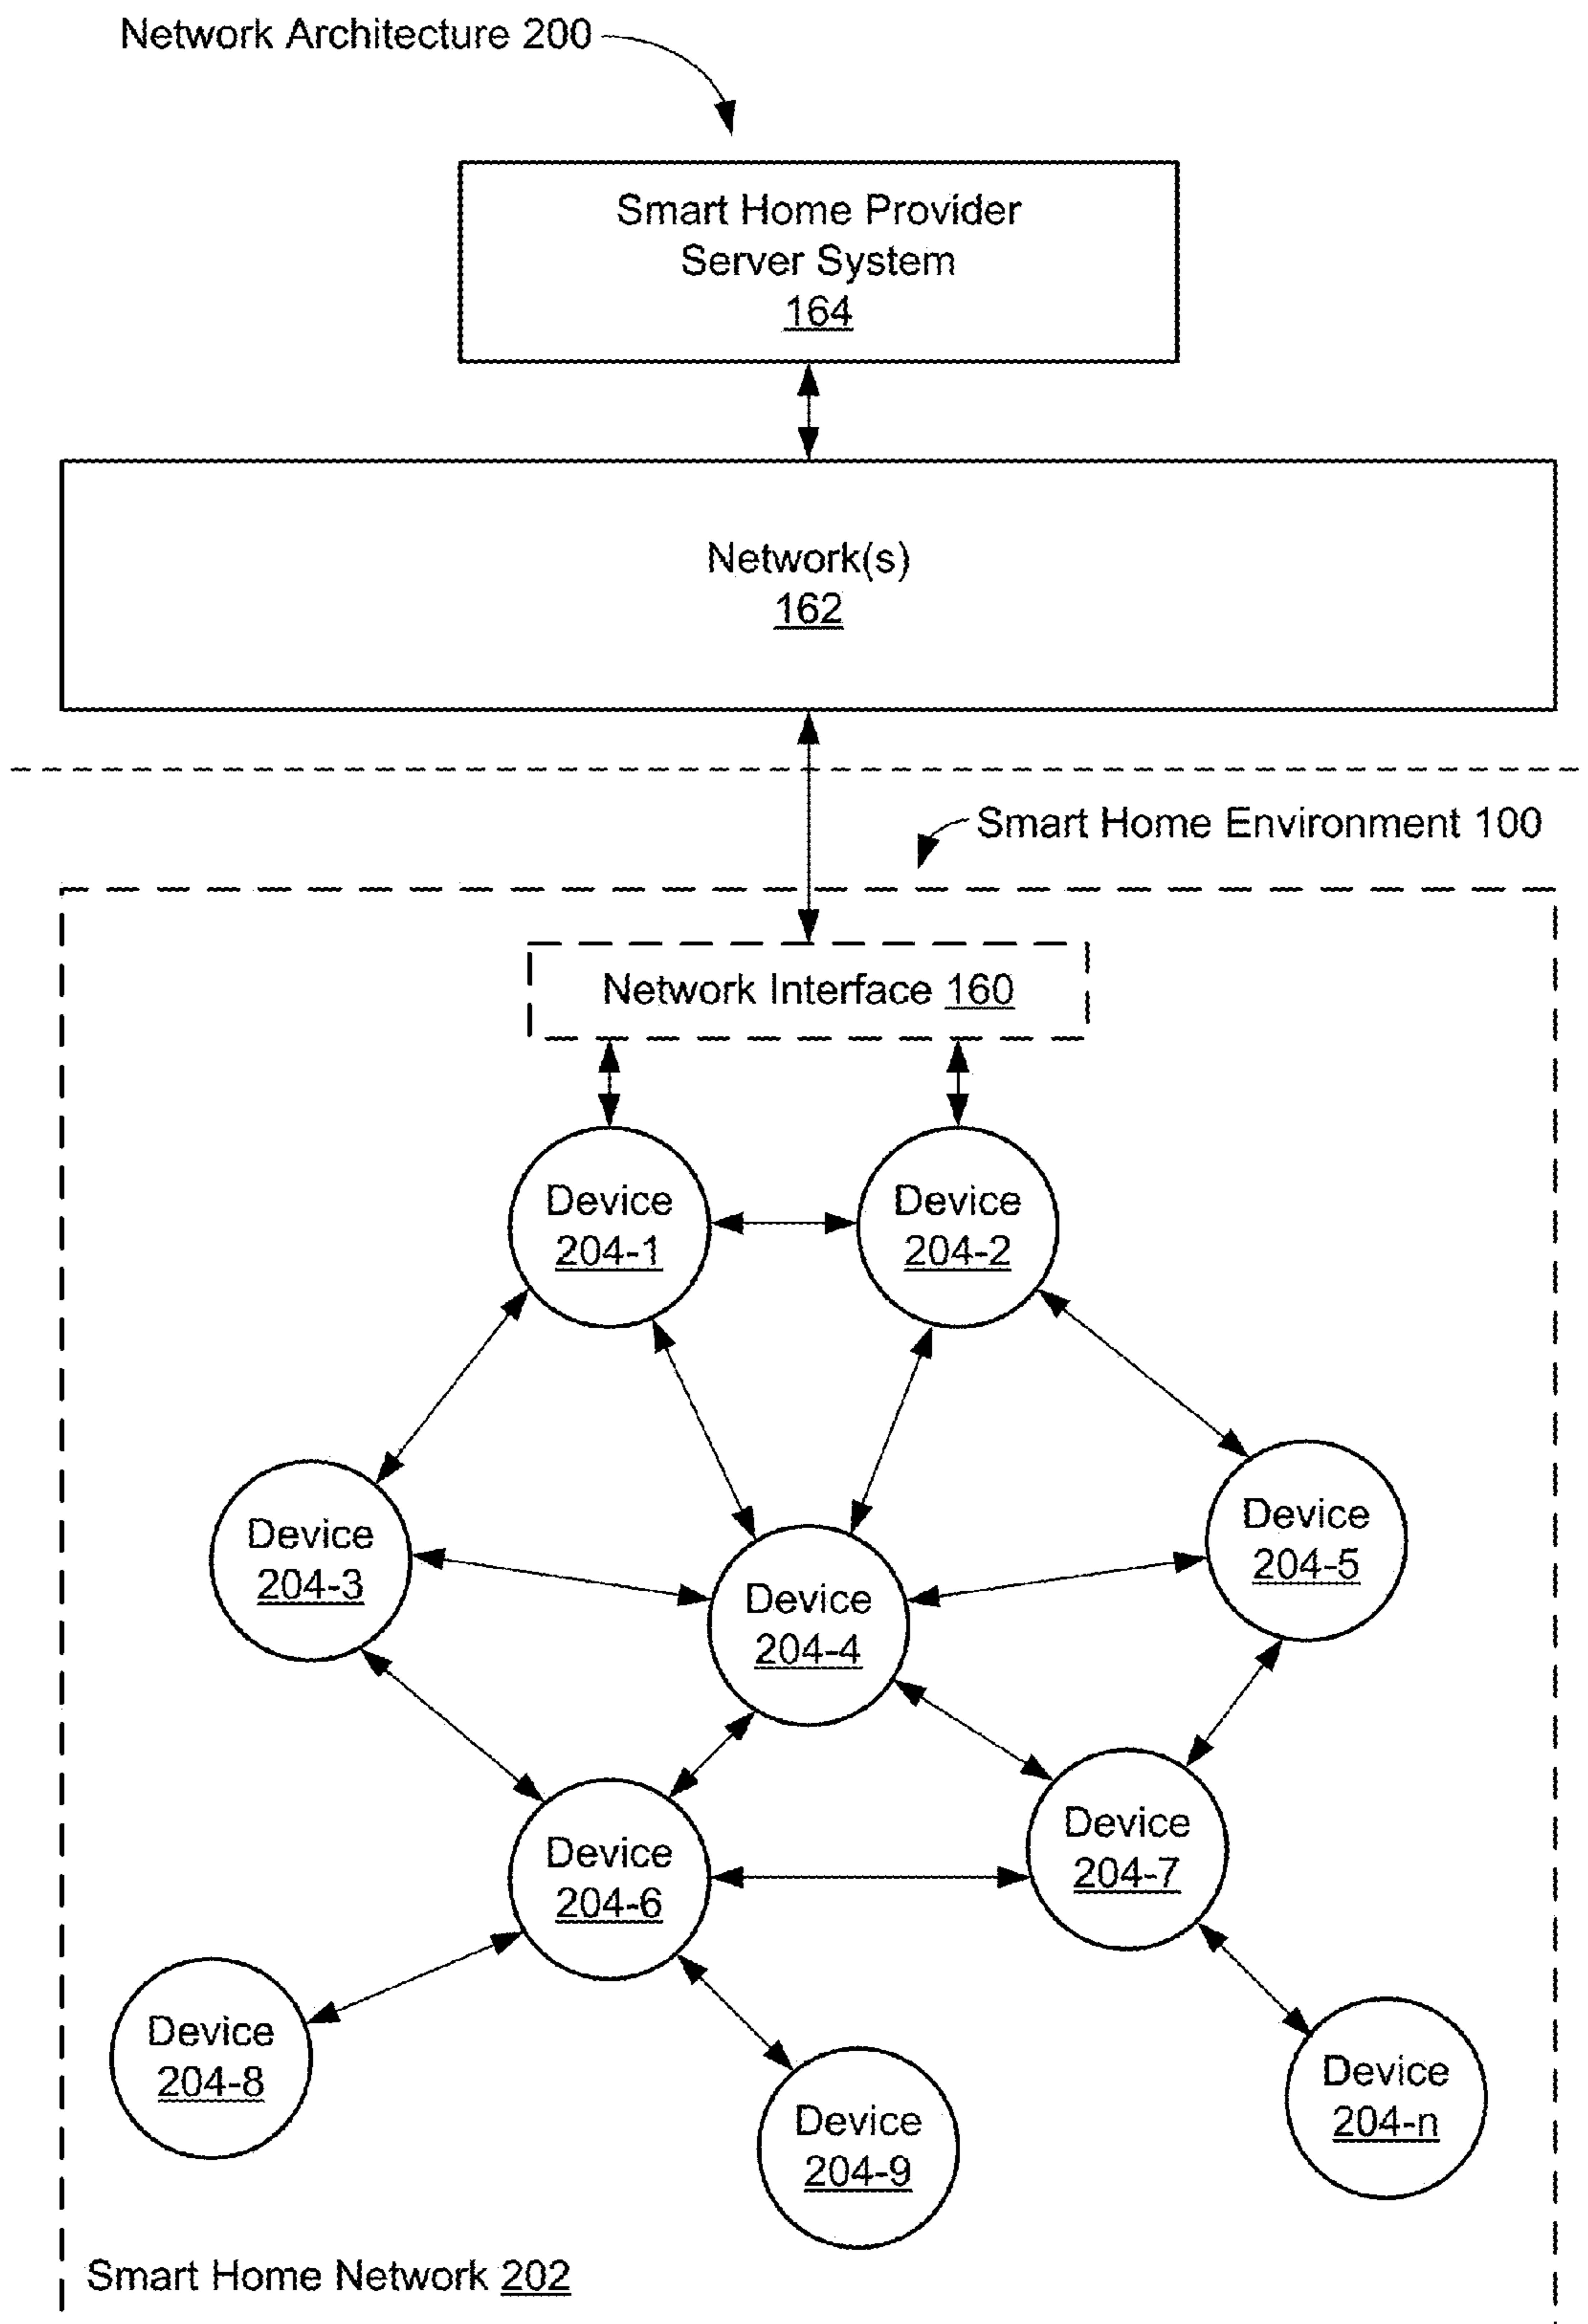 Network Architecture 200
Smart Home Provider
Server System
164
Network(s)
162
Smart Home Environment 100
Network Interface 160
Device
204-1
Device
204-2
Device
204-3
Device
204-4
Device
204-5
Device
204-6
Device
204-7
Device
204-8
Device
204-9
Device
204-n
Smart Home Network 202